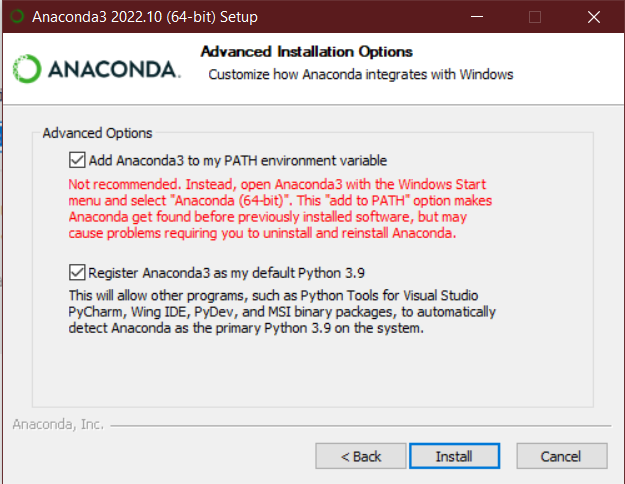 Anaconda3 2022.10 (64-bit) Setup
Advanced Installation Options
ANACONDA.
Customize how Anaconda integrates with Windows
Advanced Options
Add Anaconda3 to my PATH environment variable
Not recommended. Instead, open Anaconda3 with the Windows Start
menu and select "Anaconda (64-bit)". This "add to PATH" option makes
Anaconda get found before previously installed software, but may
cause problems requiring you to uninstall and reinstall Anaconda.
Register Anaconda3 as my default Python 3.9
This will allow other programs, such as Python Tools for Visual Studio
PyCharm, Wing IDE, PyDev, and MSI binary packages, to automatically
detect Anaconda as the primary Python 3.9 on the system.
Anaconda, Inc.
< Back
Install
Cancel